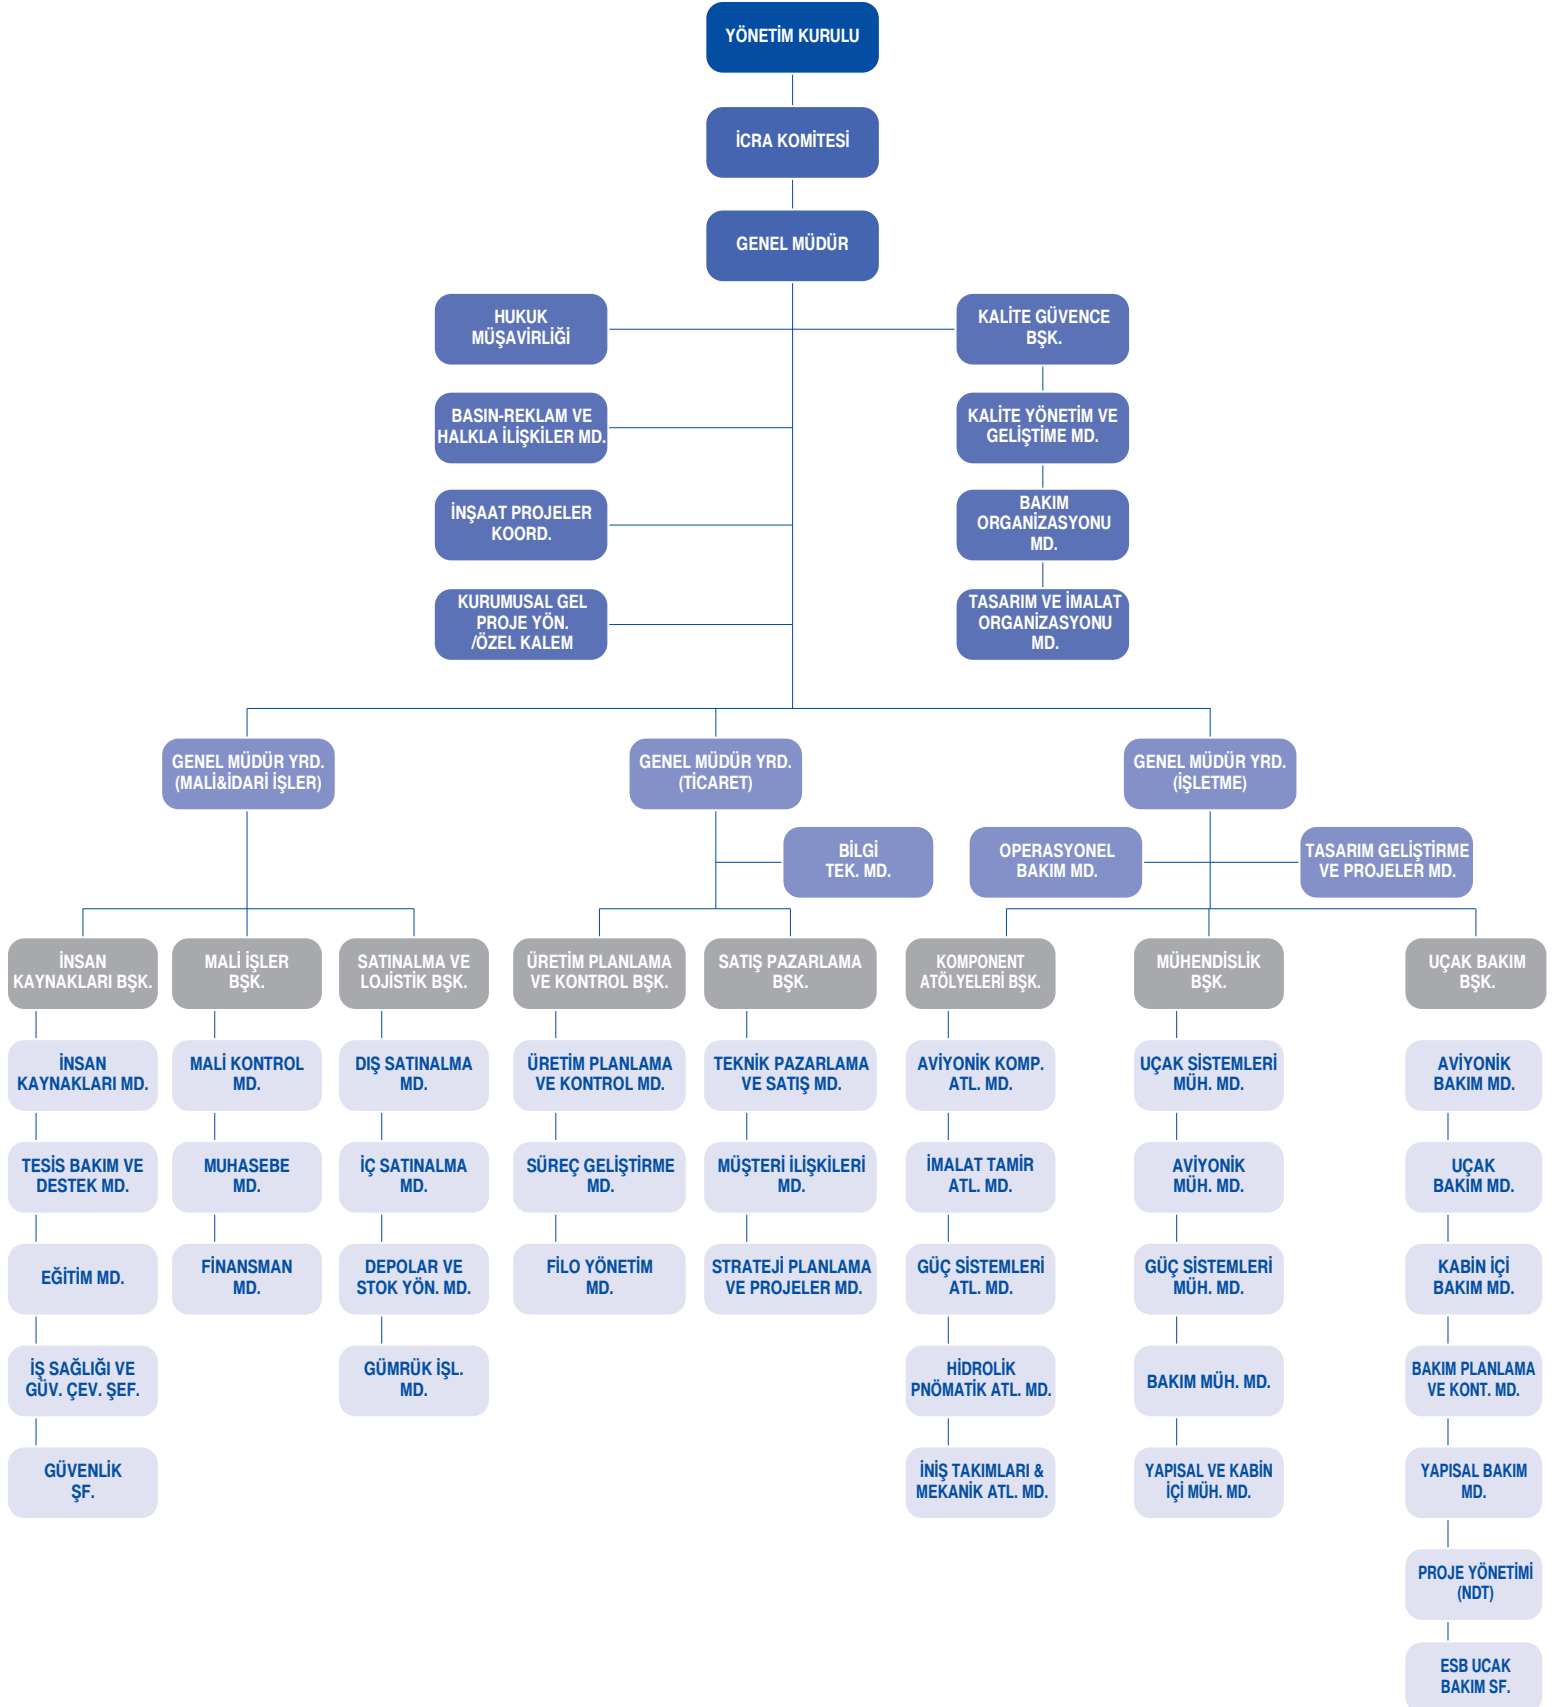 YÖNETİM KURULU
İCRA KOMİTESİ
GENEL MÜDÜR
HUKUK
MÜŞAVİRLİĞİ
KALİTE GÜVENCE
BŞK.
BASIN-REKLAM VE
HALKLA İLİŞKİLER MD.
KALİTE YÖNETİM VE
GELİŞTİME MD.
İNŞAAT PROJELER
KOORD.
BAKIM
ORGANİZASYONU
MD.
KURUMUSAL GEL
PROJE YÖN.
/ÖZEL KALEM
TASARIM VE İMALAT
ORGANİZASYONU
MD.
GENEL MÜDÜR YRD.
(MALİ&İDARİ İŞLER)
GENEL MÜDÜR YRD.
(TİCARET)
GENEL MÜDÜR YRD.
(İŞLETME)
BİLGİ
TEK. MD.
OPERASYONEL
BAKIM MD.
TASARIM GELİŞTİRME
VE PROJELER MD.
İNSAN
KAYNAKLARI BŞK.
MALİ İŞLER
BŞK.
SATINALMA VE
LOJİSTİK BŞK.
ÜRETİM PLANLAMA
VE KONTROL BŞK.
SATIŞ PAZARLAMA
BŞK.
KOMPONENT
ATÖLYELERİ BŞK.
MÜHENDİSLİK
BŞK.
UÇAK BAKIM
BŞK.
İNSAN
KAYNAKLARI MD.
MALİ KONTROL
MD.
DIŞ SATINALMA
MD.
ÜRETİM PLANLAMA
VE KONTROL MD.
TEKNİK PAZARLAMA
VE SATIŞ MD.
AVİYONİK KOMP.
ATL. MD.
UÇAK SİSTEMLERİ
MÜH. MD.
AVİYONİK
BAKIM MD.
TESİS BAKIM VE
DESTEK MD.
MUHASEBE
MD.
İÇ SATINALMA
MD.
SÜREÇ GELİŞTİRME
MD.
MÜŞTERİ İLİŞKİLERİ
MD.
İMALAT TAMİR
ATL. MD.
AVİYONİK
MÜH. MD.
UÇAK
BAKIM MD.
EĞİTİM MD.
FİNANSMAN
MD.
DEPOLAR VE
STOK YÖN. MD.
FİLO YÖNETİM
MD.
STRATEJİ PLANLAMA
VE PROJELER MD.
GÜÇ SİSTEMLERİ
ATL. MD.
GÜÇ SİSTEMLERİ
MÜH. MD.
KABİN İÇİ
BAKIM MD.
İŞ SAĞLIĞI VE
GÜV. ÇEV. ŞEF.
GÜMRÜK İŞL.
MD.
HİDROLİK
PNÖMATİK ATL. MD.
BAKIM MÜH. MD.
BAKIM PLANLAMA
VE KONT. MD.
GÜVENLİK
ŞF.
İNİŞ TAKIMLARI &
MEKANİK ATL. MD.
YAPISAL VE KABİN
İÇİ MÜH. MD.
YAPISAL BAKIM
MD.
PROJE YÖNETİMİ
(NDT)
ESB UCAK
BAKIM SF.